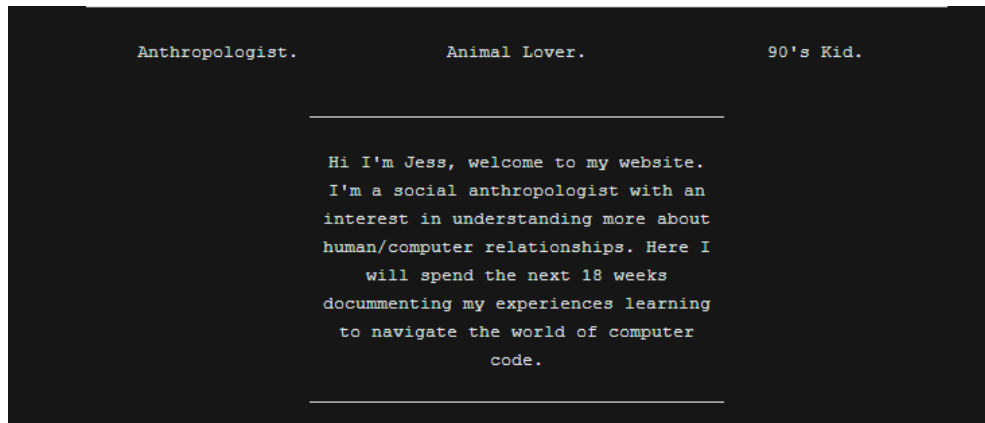 Anthropologist. Animal Lover. 90's Kid.
Hi I'm Jess, welcome to my website.
I'm a social anthropologist with an
interest in understanding more about
human/computer relationships. Here I
will spend the next 18 weeks
docummenting my experiences learning
to navigate the world of computer
code.